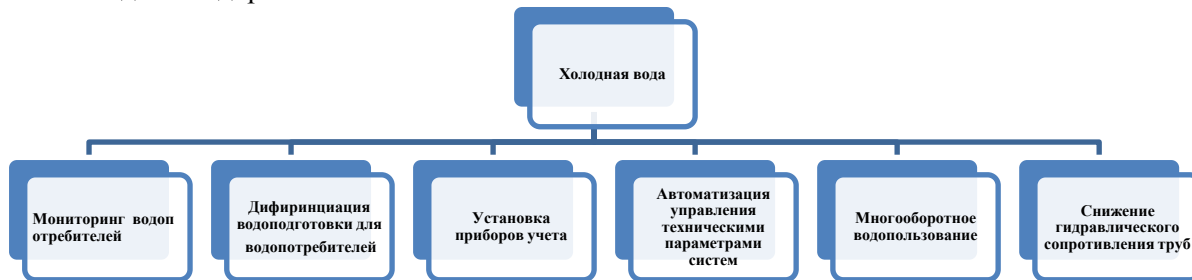 Холодная вода
Мониторинг водоп
отребителей
Дифиринциация
водоподготовки для
водопотребителей
Установка
приборов учета
Автоматизация
управления
техническими
параметрами
систем
Многооборотное
водопользование
Снижение
гидравлического
сопротивления труб